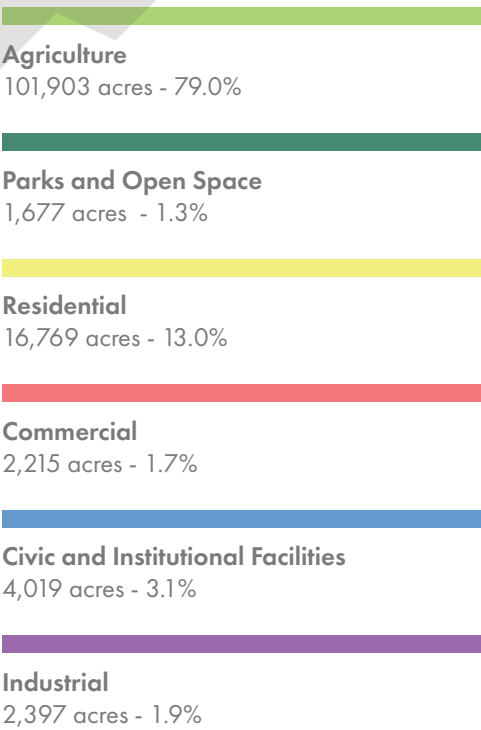 Agriculture
101,903 acres - 79.0%
Parks and Open Space
1,677 acres  - 1.3%
Residential
16,769 acres - 13.0%
Commercial
2,215 acres - 1.7%
Civic and Institutional Facilities
4,019 acres - 3.1%
Industrial
2,397 acres - 1.9%